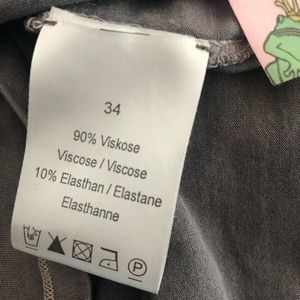 34
90% Viskose
Viscose / Viscose
10% Elasthan / Elastane
Elasthanne
P